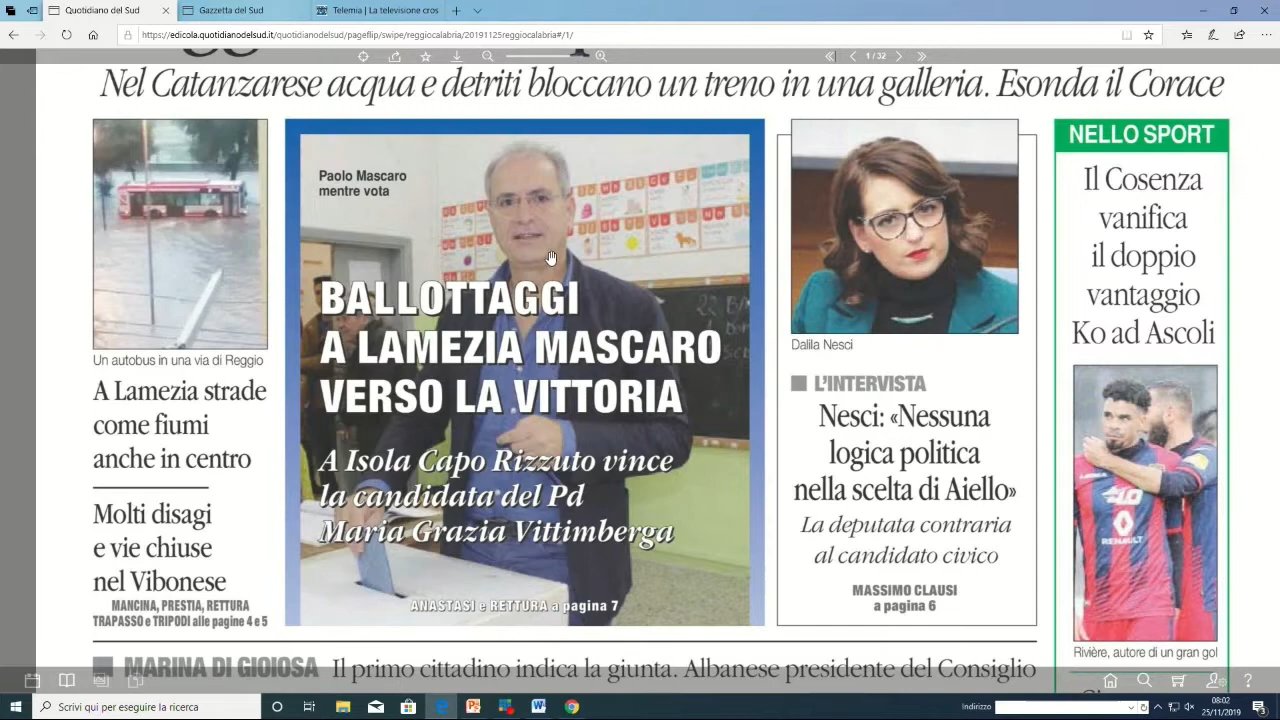 Quotidiano del Sud
Gazzetta del Sud
Telemia | La televisione cros
https://edicola.quotidianodelsud.it/quotidianodelsud/pageflip/swipe/reggiocalabria/20191125reggiocalabria#/1/
1 / 32
Nel Catanzarese acqua e detriti bloccano un treno in una galleria. Esonda il Corace
Un autobus in una via di Reggio
A Lamezia strade
come fiumi
anche in centro
Molti disagi
e vie chiuse
nel Vibonese
MANCINA, PRESTIA, RETTURA
TRAPASSO e TRIPODI alle pagine 4 e 5
Paolo Mascaro
mentre vota
BALLOTTAGGI
A LAMEZIA MASCARO
VERSO LA VITTORIA
A Isola Capo Rizzuto vince
la candidata del Pd
Maria Grazia Vittimberga
ANASTASI e RETTURA a pagina 7
Dalila Nesci
L'INTERVISTA
Nesci: «Nessuna
logica politica
nella scelta di Aiello»
La deputata contraria
al candidato civico
MASSIMO CLAUSI
a pagina 6
NELLO SPORT
Il Cosenza
vanifica
il doppio
vantaggio
Ko ad Ascoli
RENAULT
Rivière, autore di un gran gol
MARINA DI GIOIOSA Il primo cittadino indica la giunta. Albanese presidente del Consiglio
Scrivi qui per eseguire la ricerca
Indirizzo
08:02
25/11/2019